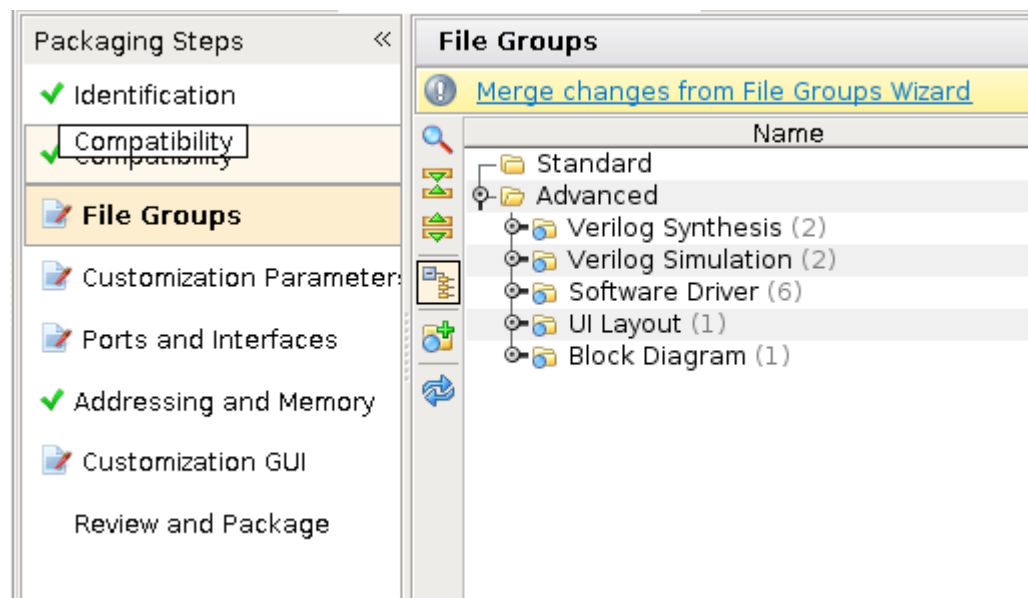 Packaging Steps «
Identification
Compatibility
Compatibility
File Groups
Customization Parameter
Ports and Interfaces
Addressing and Memory
Customization GUI
Review and Package
File Groups
Merge changes from File Groups Wizard
Name
Standard
Advanced
Verilog Synthesis (2)
Verilog Simulation (2)
Software Driver (6)
UI Layout (1)
Block Diagram (1)